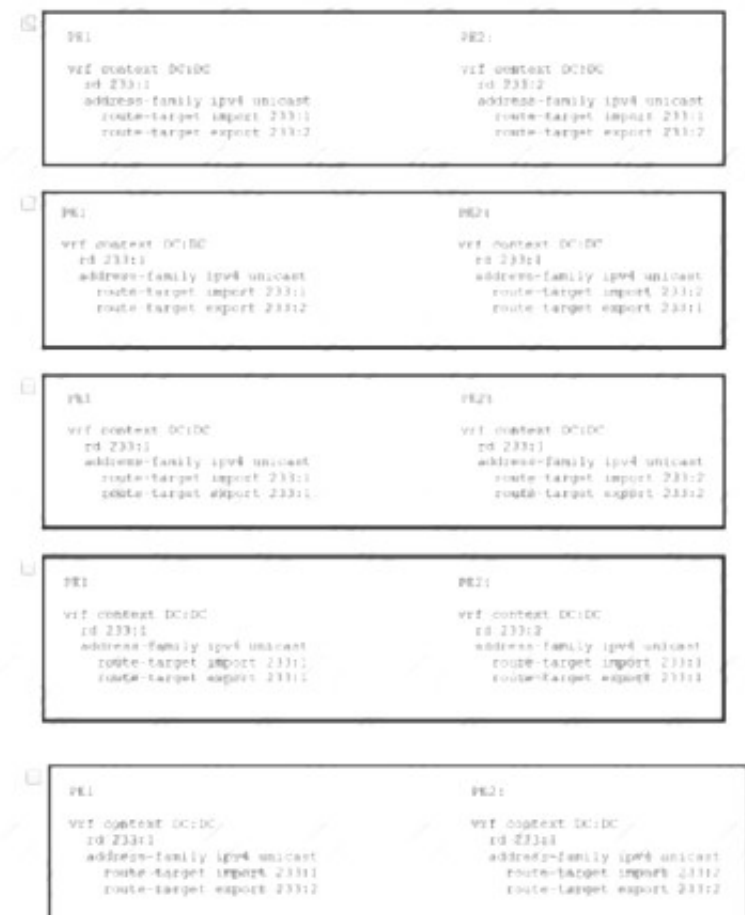 PE1: PE2:
vrf context DC:DC vrf context DC:DC
rd 233:1 rd 233:2
address-family ipv4 unicast address-family ipv4 unicast
route-target import 233:1 route-target import 233:1
route-target export 233:2 route-target export 233:2
PE1: PE2:
vrf context DC:DC vrf context DC:DC
rd 233:1 rd 233:1
address-family ipv4 unicast address-family ipv4 unicast
route-target import 233:1 route-target import 233:2
route-target export 233:2 route-target export 233:1
PE1 PE2:
vrf context DC:DC vrf context DC:DC
rd 233:1 rd 233:1
address-family ipv4 unicast address-family ipv4 unicast
route-target import 233:1 route-target import 233:2
route-target export 233:1 route-target export 233:2
PE1 PE2:
vrf context DC:DC vrf context DC:DC
rd 233:1 rd 233:2
address-family ipv4 unicast address-family ipv4 unicast
route-target import 233:1 route-target import 233:1
route-target export 233:1 route-target export 233:1
PE1 PE2:
vrf context DC:DC vrf context DC:DC
rd 233:1 rd
address-family ipv4 unicast address-family ipv4 unicast
route-target import 233:1 route-target import 233:2
route-target export 233:2 route-target export 233:2